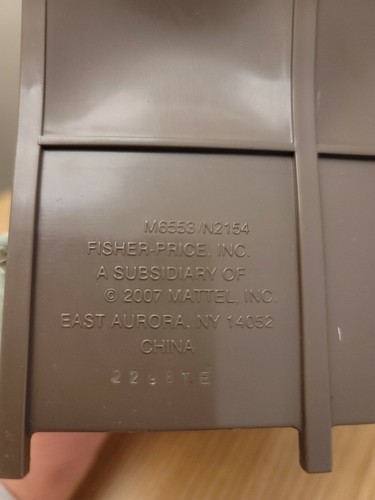 M6553/N2154
FISHER-PRICE, INC.
A SUBSIDIARY OF
© 2007 MATTEL, INC.
EAST AURORA, NY 14052
CHINA